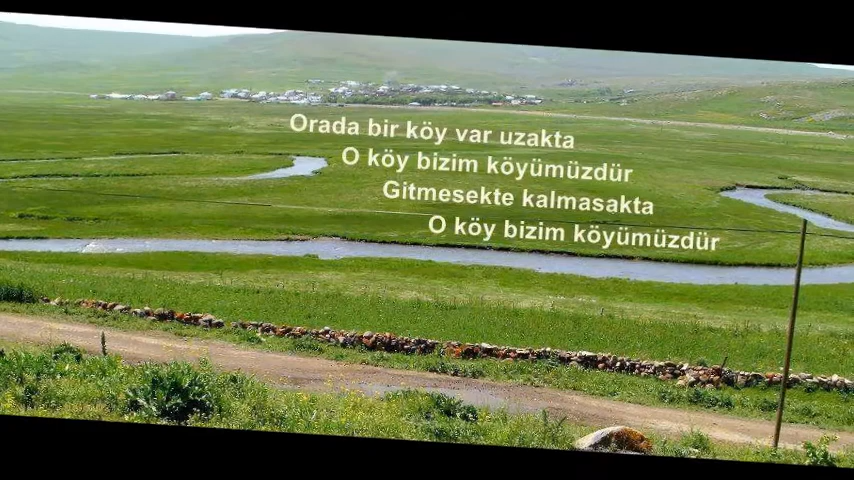 Orada bir köy var uzakta
O köy bizim köyümüzdür
Gitmesekte kalmasakta
O köy bizim köyümüzdür